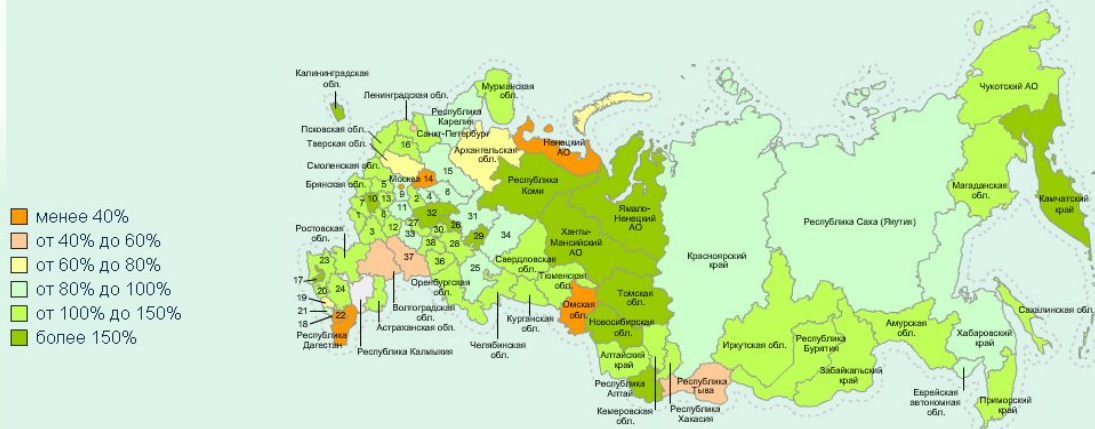 Калининградская
обл.
Ленинградская обл.
Мурманская
обл.
Республика
Карелия
Санкт-Петербург
Псковская обл.
Тверская обл.
Смоленская обл.
Брянская обл.
Москва
Архангельская
обл.
Ненецкий
АО
Республика
Коми
Ямало-
Ненецкий
АО
Ханты-
Мансийский
АО
Красноярский
край
Республика Саха (Якутия)
Чукотский АО
Магаданская
обл.
Камчатский
край
16
14
15
5
9
7
10
13
2
4
6
11
1
8
12
32
31
3
27
33
30
26
29
34
38
28
37
36
25
23
17
20
24
19
21
22
18
менее 40%
от 40% до 60%
от 60% до 80%
от 80% до 100%
от 100% до 150%
более 150%
Ростовская
обл.
Свердловская
обл.
Тюменская
обл.
Оренбургская
обл.
Волгоградская
обл.
Астраханская обл.
Республика
Дагестан
Республика Калмыкия
Челябинская
обл.
Курганская
обл.
Омская
обл.
Томская
обл.
Новосибирская
обл.
Алтайский
край
Республика
Алтай
Кемеровская
обл.
Республика
Хакасия
Республика
Тыва
Иркутская обл.
Республика
Бурятия
Забайкальский
край
Амурская
обл.
Хабаровский
край
Сахалинская обл.
Еврейская
автономная
обл.
Приморский
край